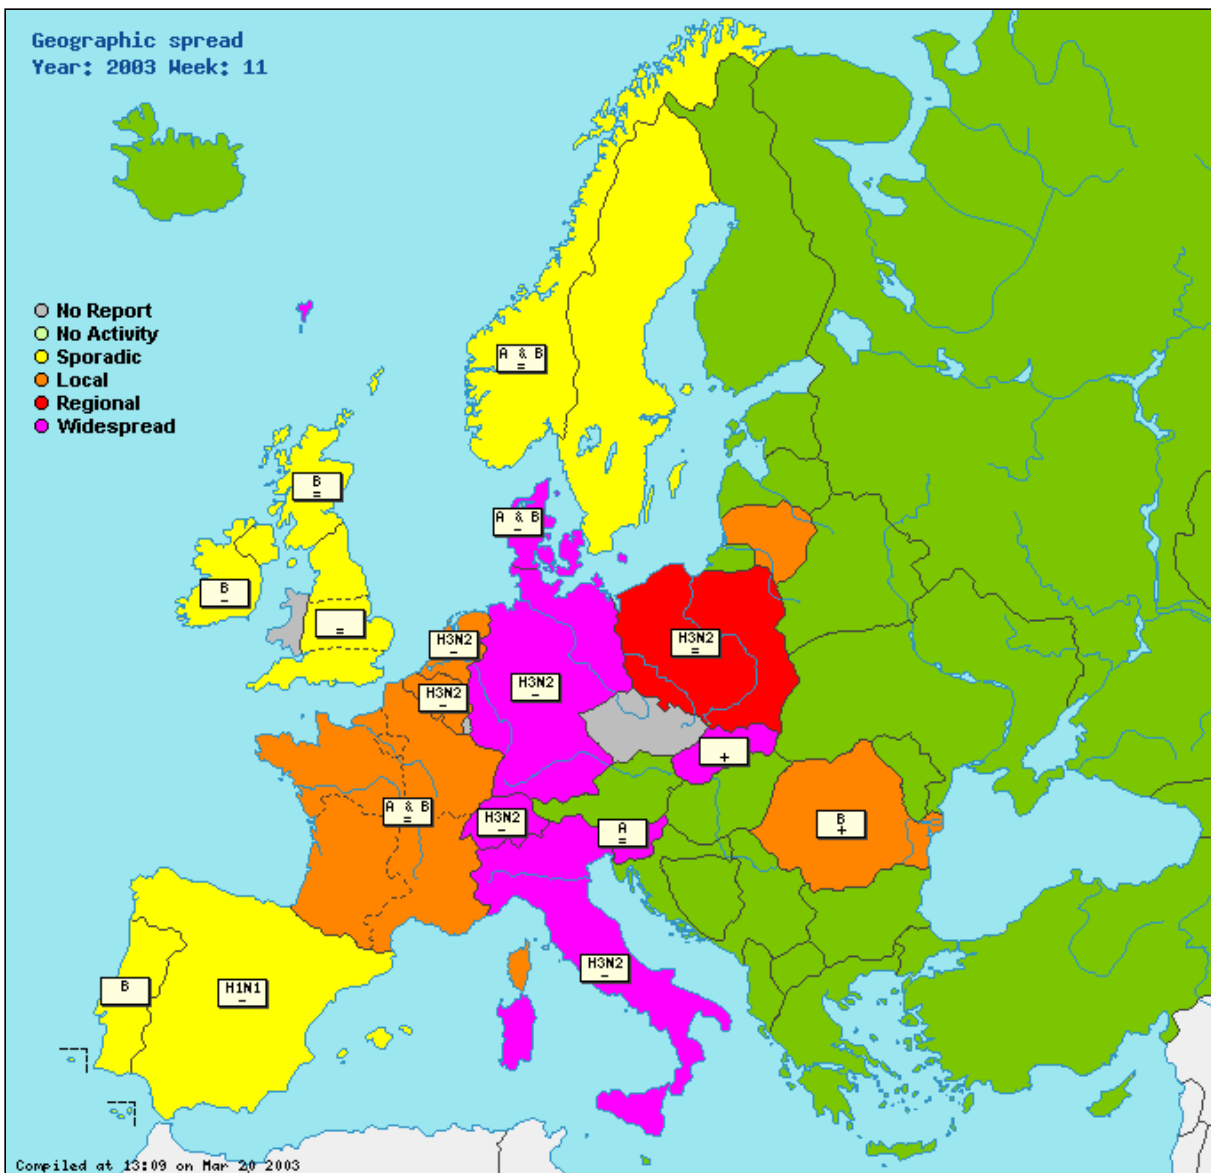 Geographic spread
Year: 2003 Week: 11
No Report
No Activity
Sporadic
Local
Regional
Widespread
A & B
=
B
=
A & B
-
B
-
=
H3N2
-
H3N2
=
H3N2
-
H3N2
-
+
A & B
=
H3N2
-
A
=
B
+
H3N2
-
B
H1N1
-
Compiled at 13:09 on Mar 20 2003